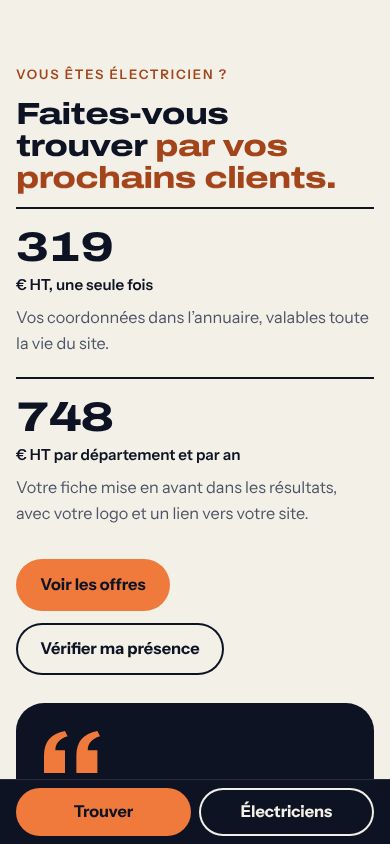 VOUS ÊTES ÉLECTRICIEN ?
Faites-vous
trouver par vos
prochains clients.
319
€ HT, une seule fois
Vos coordonnées dans l’annuaire, valables toute
la vie du site.
748
€ HT par département et par an
Votre fiche mise en avant dans les résultats,
avec votre logo et un lien vers votre site.
Voir les offres
Vérifier ma présence
“
Trouver
Électriciens